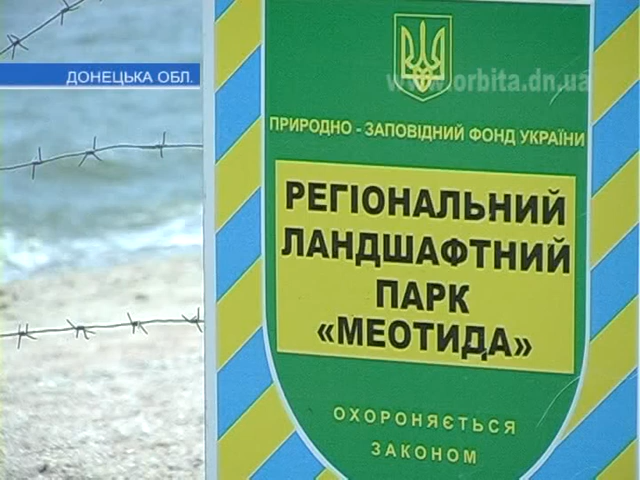 www.orbita.dn.ua
ДОНЕЦЬКА ОБЛ.
ПРИРОДНО - ЗАПОВІДНИЙ ФОНД УКРАЇНИ
РЕГІОНАЛЬНИЙ
ЛАНДШАФТНИЙ
ПАРК
«МЕОТИДА»
ОХОРОНЯЄТЬСЯ
ЗАКОНОМ